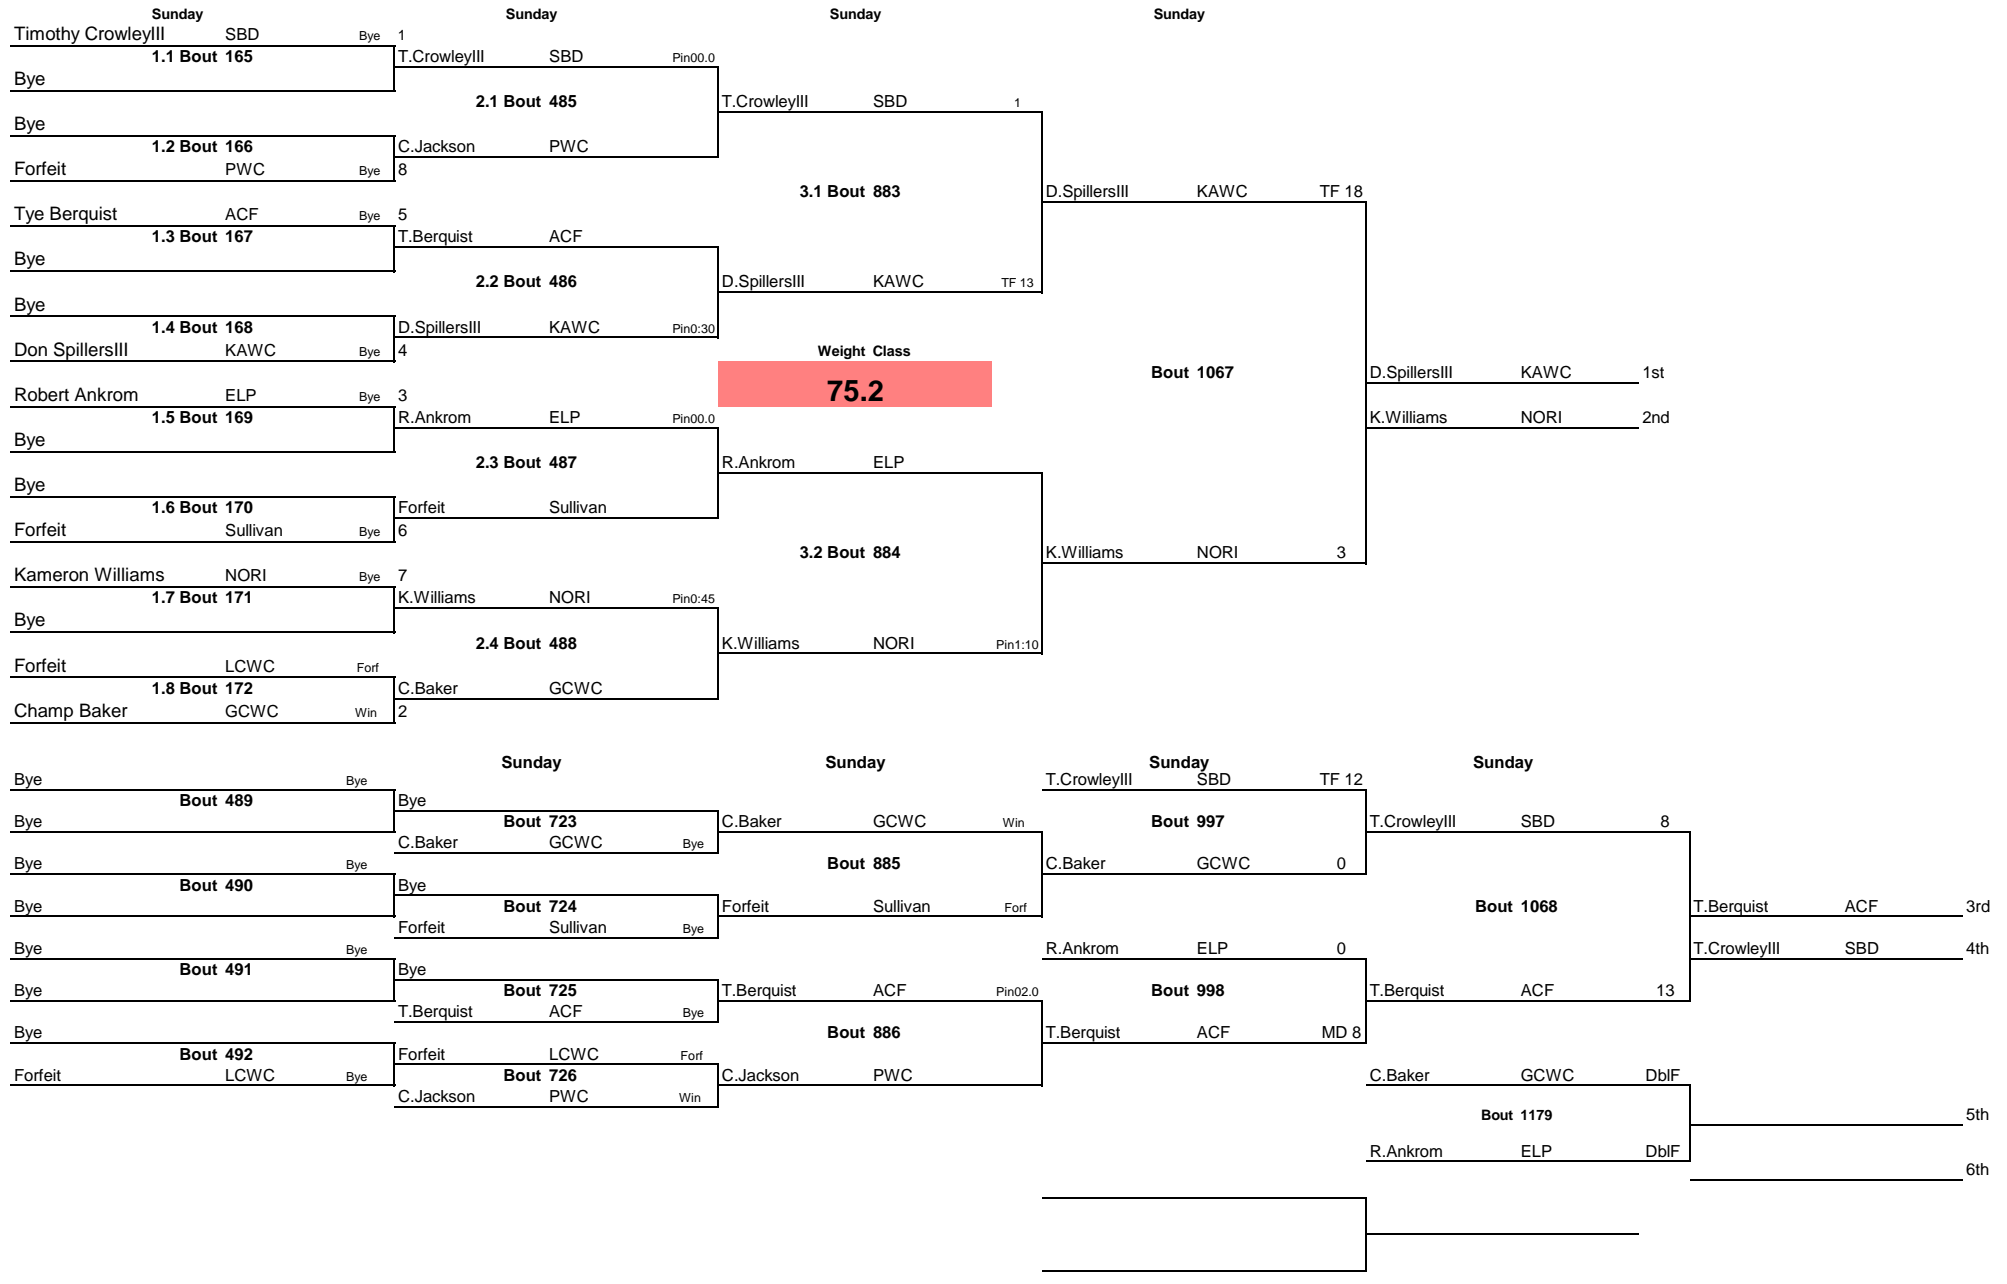 Sunday Sunday Sunday Sunday
Timothy CrowleyIII SBD Bye 1
1.1 Bout 165 T.CrowleyIII SBD Pin00.0
Bye
2.1 Bout 485 T.CrowleyIII SBD 1
Bye
1.2 Bout 166 C.Jackson PWC
Forfeit PWC Bye 8
3.1 Bout 883 D.SpillersIII KAWC TF 18
Tye Berquist ACF Bye 5
1.3 Bout 167 T.Berquist ACF
Bye
2.2 Bout 486 D.SpillersIII KAWC TF 13
Bye
1.4 Bout 168 D.SpillersIII KAWC Pin0:30
Don SpillersIII KAWC Bye 4 Weight Class
Bout 1067 D.SpillersIII KAWC 1st
Robert Ankrom ELP Bye 3 75.2
1.5 Bout 169 R.Ankrom ELP Pin00.0 K.Williams NORI 2nd
Bye
2.3 Bout 487 R.Ankrom ELP
Bye
1.6 Bout 170 Forfeit Sullivan
Forfeit Sullivan Bye 6
3.2 Bout 884 K.Williams NORI 3
Kameron Williams NORI Bye 7
1.7 Bout 171 K.Williams NORI Pin0:45
Bye
2.4 Bout 488 K.Williams NORI Pin1:10
Forfeit LCWC Forf
1.8 Bout 172 C.Baker GCWC
Champ Baker GCWC Win 2
Sunday Sunday Sunday Sunday
Bye Bye T.CrowleyIII SBD TF 12
Bout 489 Bye
Bye Bout 723 C.Baker GCWC Win Bout 997 T.CrowleyIII SBD 8
C.Baker GCWC Bye
Bye Bye Bout 885 C.Baker GCWC 0
Bout 490 Bye
Bye Bout 724 Forfeit Sullivan Forf Bout 1068 T.Berquist ACF 3rd
Forfeit Sullivan Bye
Bye Bye R.Ankrom ELP 0 T.CrowleyIII SBD 4th
Bout 491 Bye
Bye Bout 725 T.Berquist ACF Pin02.0 Bout 998 T.Berquist ACF 13
T.Berquist ACF Bye
Bye Bout 886 T.Berquist ACF MD 8
Bout 492 Forfeit LCWC Forf
Forfeit LCWC Bye Bout 726 C.Jackson PWC C.Baker GCWC DblF
C.Jackson PWC Win
Bout 1179 5th
R.Ankrom ELP DblF
6th